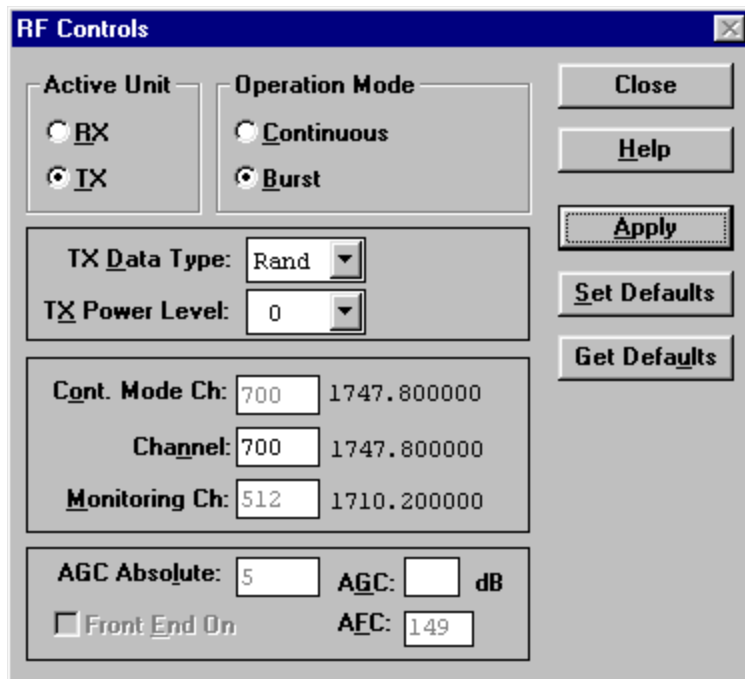 RF Controls
Active Unit
RX
TX
Operation Mode
Continuous
Burst
Close
Help
Apply
Set Defaults
Get Defaults
TX Data Type: Rand
TX Power Level: 0
Cont. Mode Ch: 700 1747.800000
Channel: 700 1747.800000
Monitoring Ch: 512 1710.200000
AGC Absolute: 5 AGC: dB
Front End On AFC: 149